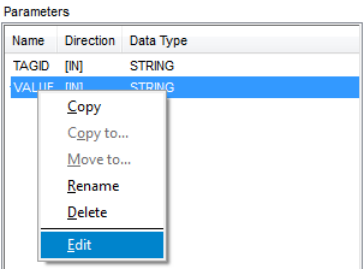 Parameters
Name Direction Data Type
TAGID [IN] STRING
VALUE [IN] STRING
Copy
Copy to...
Move to...
Rename
Delete
Edit